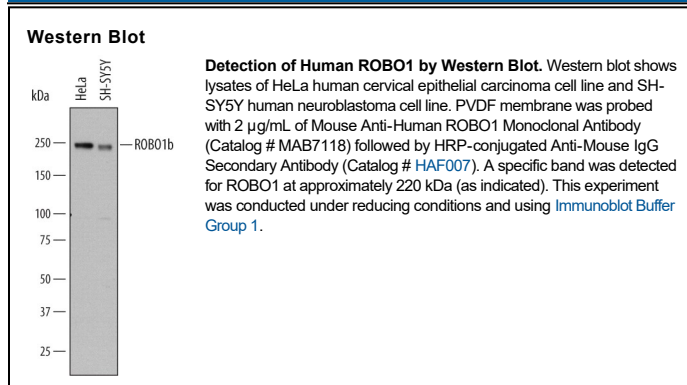 Western Blot
kDa
HeLa
SH-SY5Y
250
150
100
75
50
37
25
ROBO1b
Detection of Human ROBO1 by Western Blot. Western blot shows
lysates of HeLa human cervical epithelial carcinoma cell line and SH-
SY5Y human neuroblastoma cell line. PVDF membrane was probed
with 2 µg/mL of Mouse Anti-Human ROBO1 Monoclonal Antibody
(Catalog # MAB7118) followed by HRP-conjugated Anti-Mouse IgG
Secondary Antibody (Catalog # HAF007). A specific band was detected
for ROBO1 at approximately 220 kDa (as indicated). This experiment
was conducted under reducing conditions and using Immunoblot Buffer
Group 1.